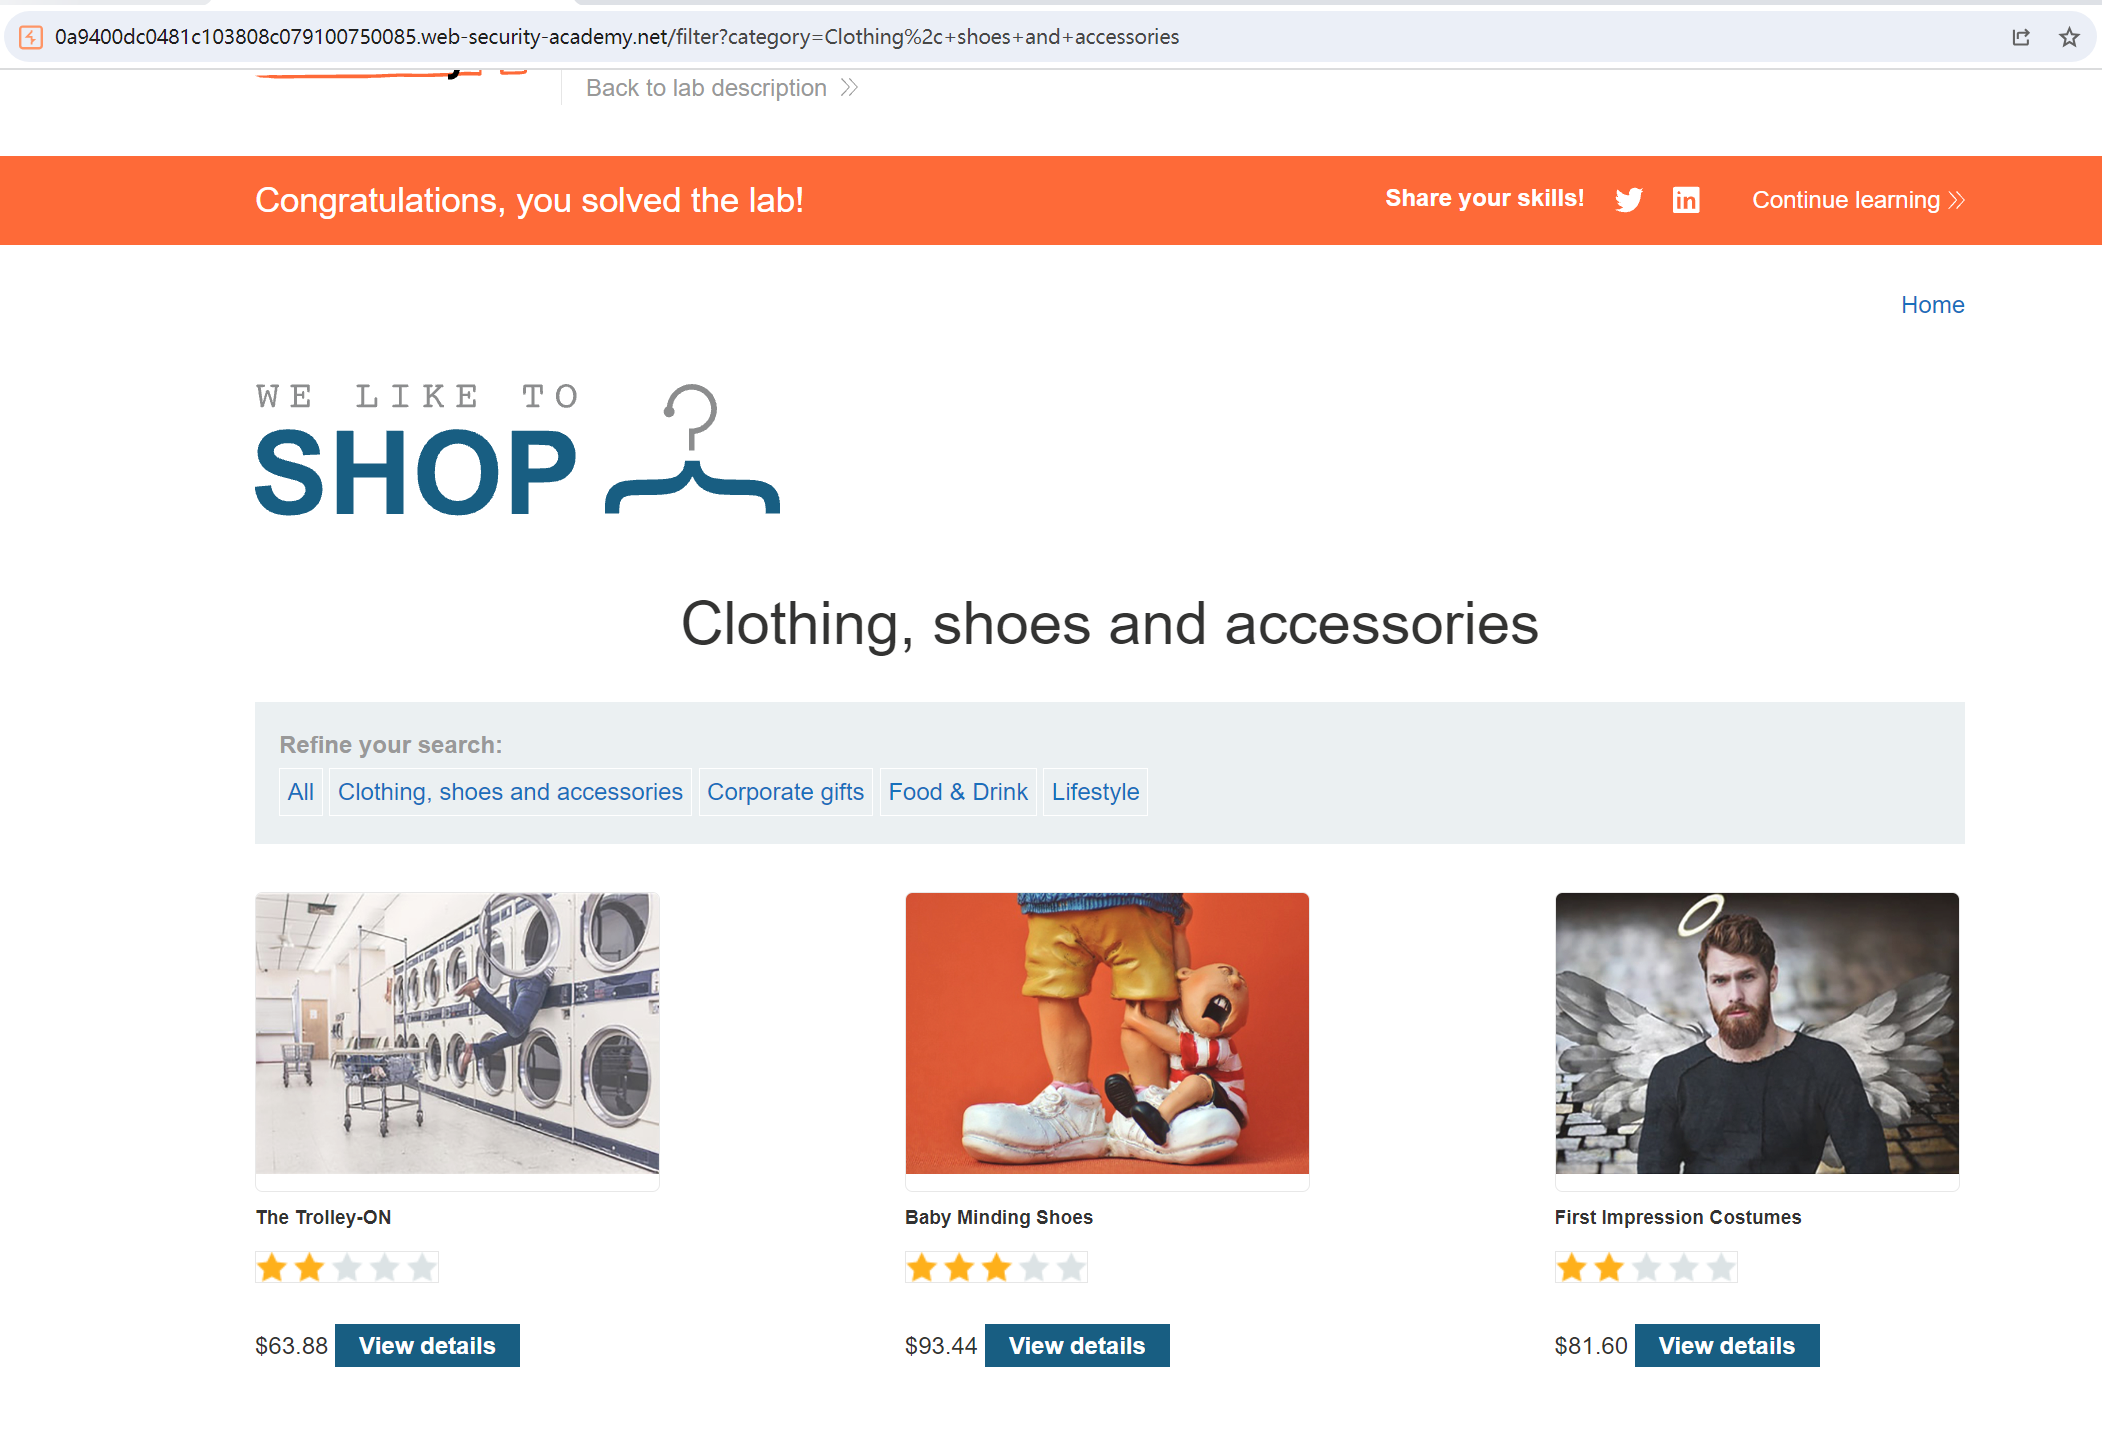 0a9400dc0481c103808c079100750085.web-security-academy.net/filter?category=Clothing%2c+shoes+and+accessories
Back to lab description
Congratulations, you solved the lab!
Share your skills!
Continue learning
Home
WE LIKE TO
SHOP
Clothing, shoes and accessories
Refine your search:
All Clothing, shoes and accessories Corporate gifts Food & Drink Lifestyle
The Trolley-ON Baby Minding Shoes First Impression Costumes
$63.88 View details $93.44 View details $81.60 View details